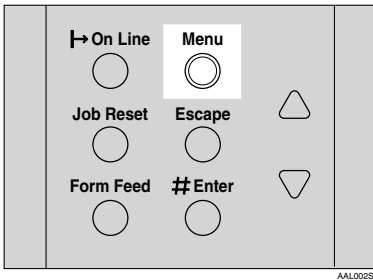 On Line Menu
Job Reset Escape
Form Feed # Enter
AAL002S